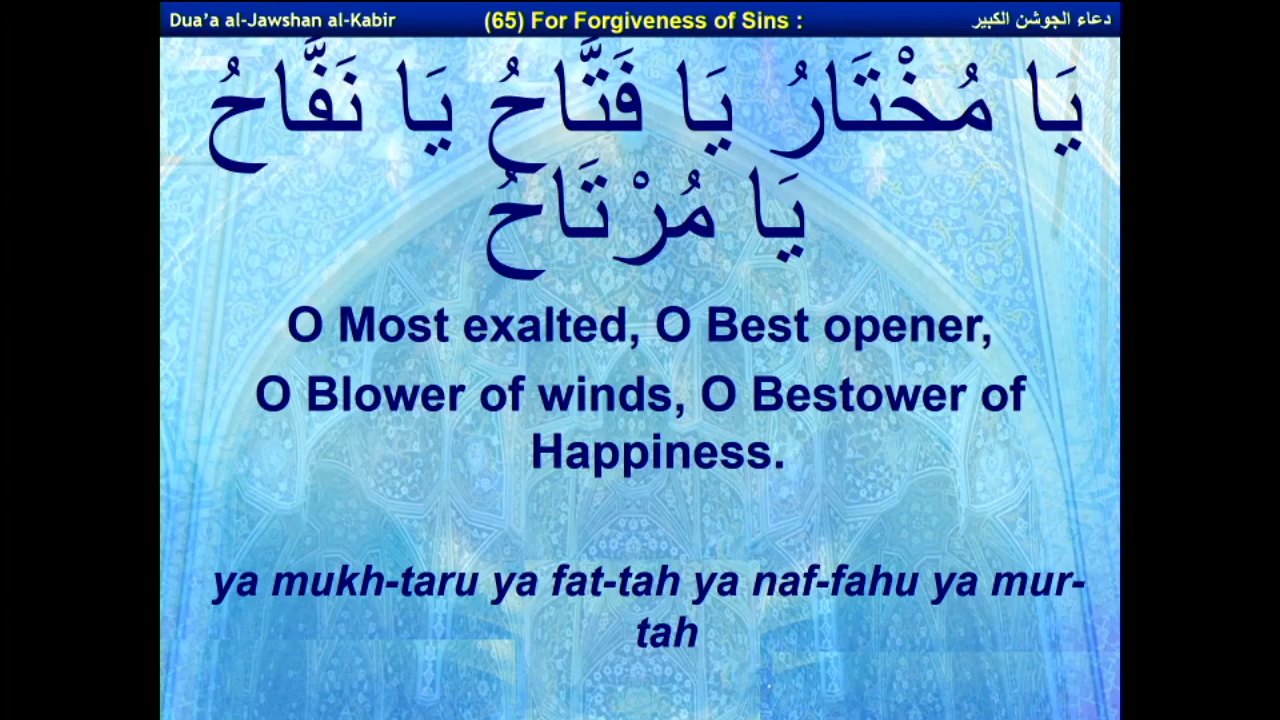 Dua’a al-Jawshan al-Kabir (65) For Forgiveness of Sins : دعاء الجوشن الكبير
يَا مُخْتَارُ يَا فَتَّاحُ يَا نَفَّاحُ
يَا مُرْتَاحُ
O Most exalted, O Best opener,
O Blower of winds, O Bestower of
Happiness.
ya mukh-taru ya fat-tah ya naf-fahu ya mur-
tah